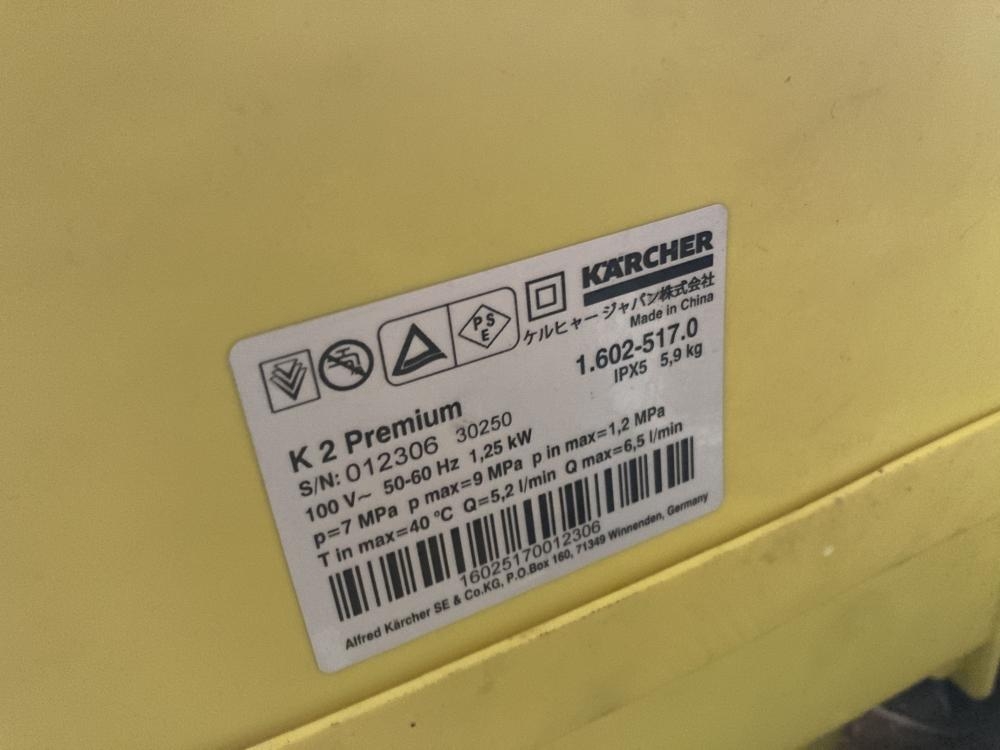 KÄRCHER
ケルヒャー ジャパン株式会社
Made in China
PSE
1.602-517.0
IPX5 5,9 kg
K 2 Premium
S/N: 012306 30250
100 V~ 50-60 Hz 1,25 kW
p=7 MPa p max=9 MPa p in max=1,2 MPa
T in max=40 °C Q=5,2 l/min Q max=6,5 l/min
16025170012306
Alfred Kärcher SE & Co.KG, P.O.Box 160, 71349 Winnenden, Germany